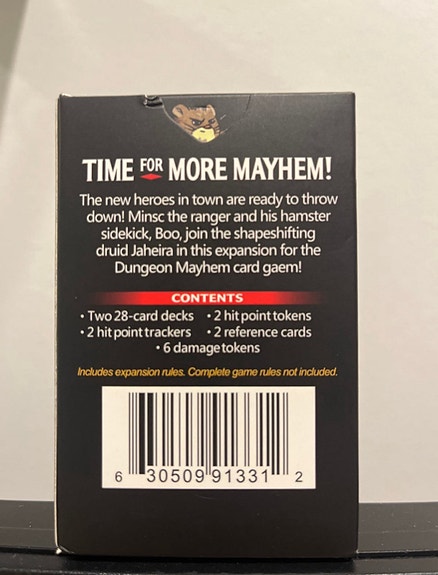 TIME FOR MORE MAYHEM!
The new heroes in town are ready to throw
down! Minsc the ranger and his hamster
sidekick, Boo, join the shapeshifting
druid Jaheira in this expansion for the
Dungeon Mayhem card gaem!
CONTENTS
• Two 28-card decks • 2 hit point tokens
• 2 hit point trackers • 2 reference cards
• 6 damage tokens
Includes expansion rules. Complete game rules not included.
6 30509 91331 2